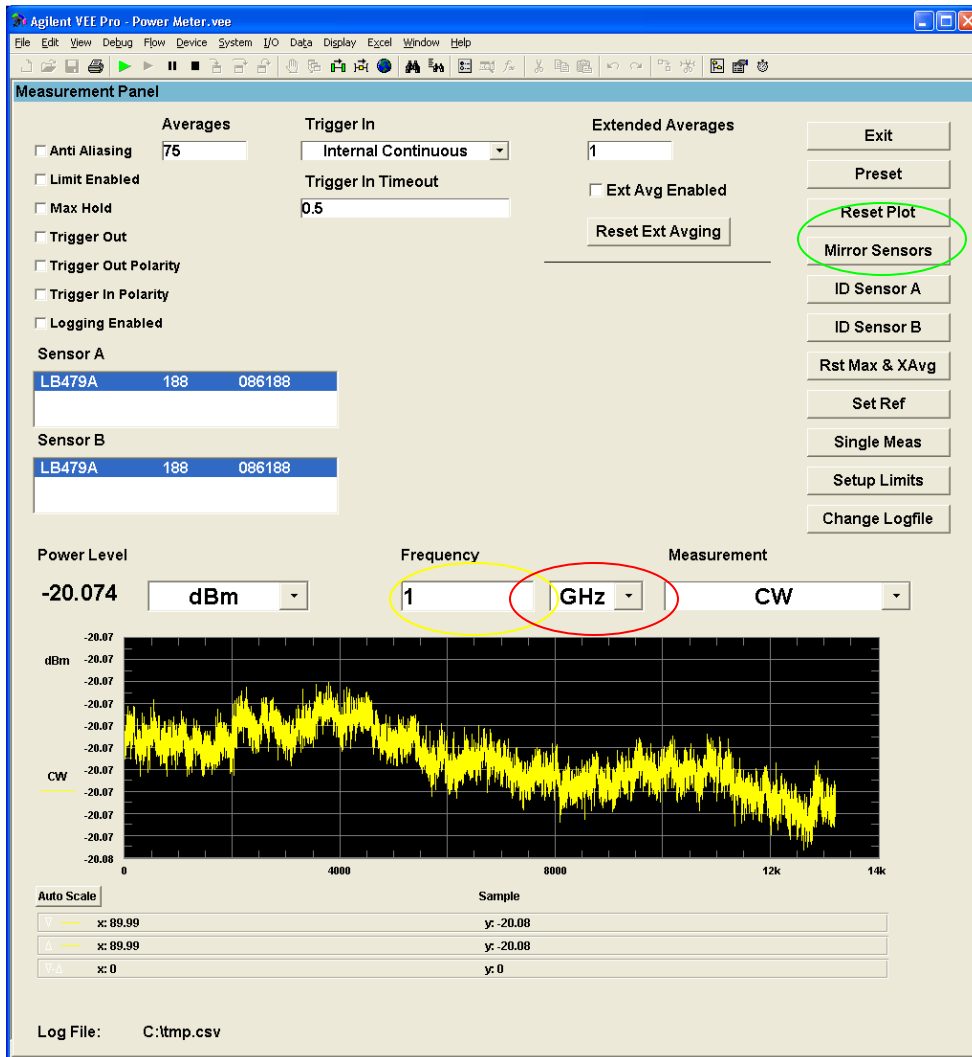 Agilent VEE Pro - Power Meter.vee
File Edit View Debug Flow Device System I/O Data Display Excel Window Help
Measurement Panel
Averages
Trigger In
Extended Averages
Exit
Anti Aliasing
75
Internal Continuous
1
Limit Enabled
Trigger In Timeout
Ext Avg Enabled
Preset
Max Hold
0.5
Reset Plot
Trigger Out
Reset Ext Avging
Mirror Sensors
Trigger Out Polarity
Trigger In Polarity
ID Sensor A
Logging Enabled
ID Sensor B
Sensor A
Rst Max & XAvg
LB479A 188 086188
Set Ref
Sensor B
Single Meas
LB479A 188 086188
Setup Limits
Change Logfile
Power Level
Frequency
Measurement
-20.074
dBm
1
GHz
CW
-20.07
dBm
-20.07
-20.07
-20.07
-20.07
-20.07
CW
-20.07
-20.07
-20.07
-20.07
-20.08
0 4000 8000 12k 14k
Auto Scale
Sample
x: 89.99 y: -20.08
x: 89.99 y: -20.08
x: 0 y: 0
Log File: C:\tmp.csv